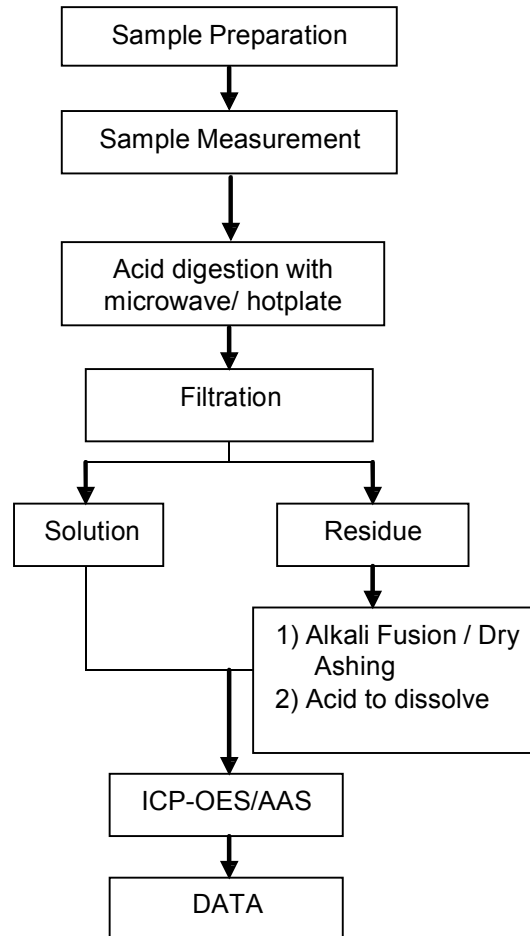 Sample Preparation
Sample Measurement
Acid digestion with
microwave/ hotplate
Filtration
Solution
Residue
1) Alkali Fusion / Dry
Ashing
2) Acid to dissolve
ICP-OES/AAS
DATA